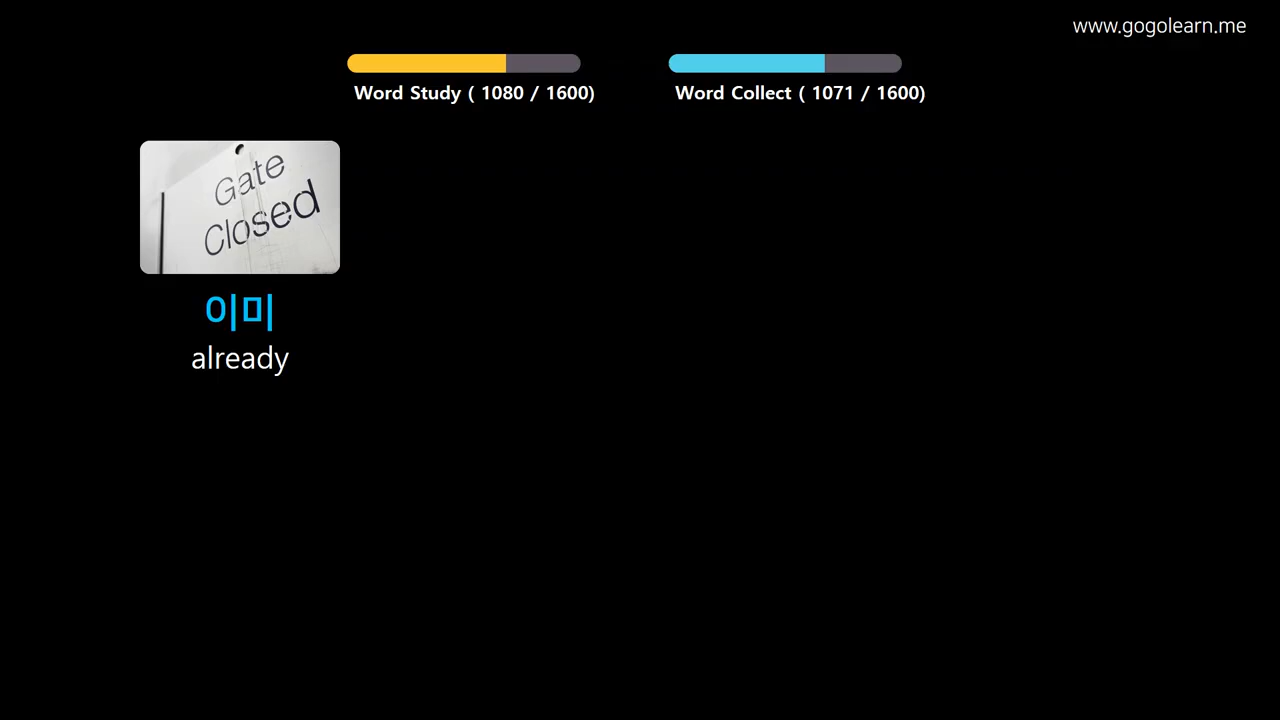 www.gogolearn.me
Word Study ( 1080 / 1600)
Word Collect ( 1071 / 1600)
Gate
Closed
이미
already